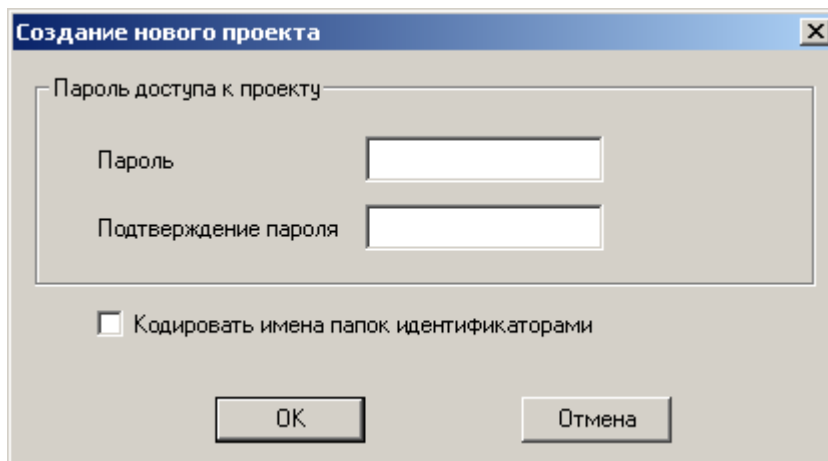 Создание нового проекта
Пароль доступа к проекту
Пароль
Подтверждение пароля
Кодировать имена папок идентификаторами
OK
Отмена